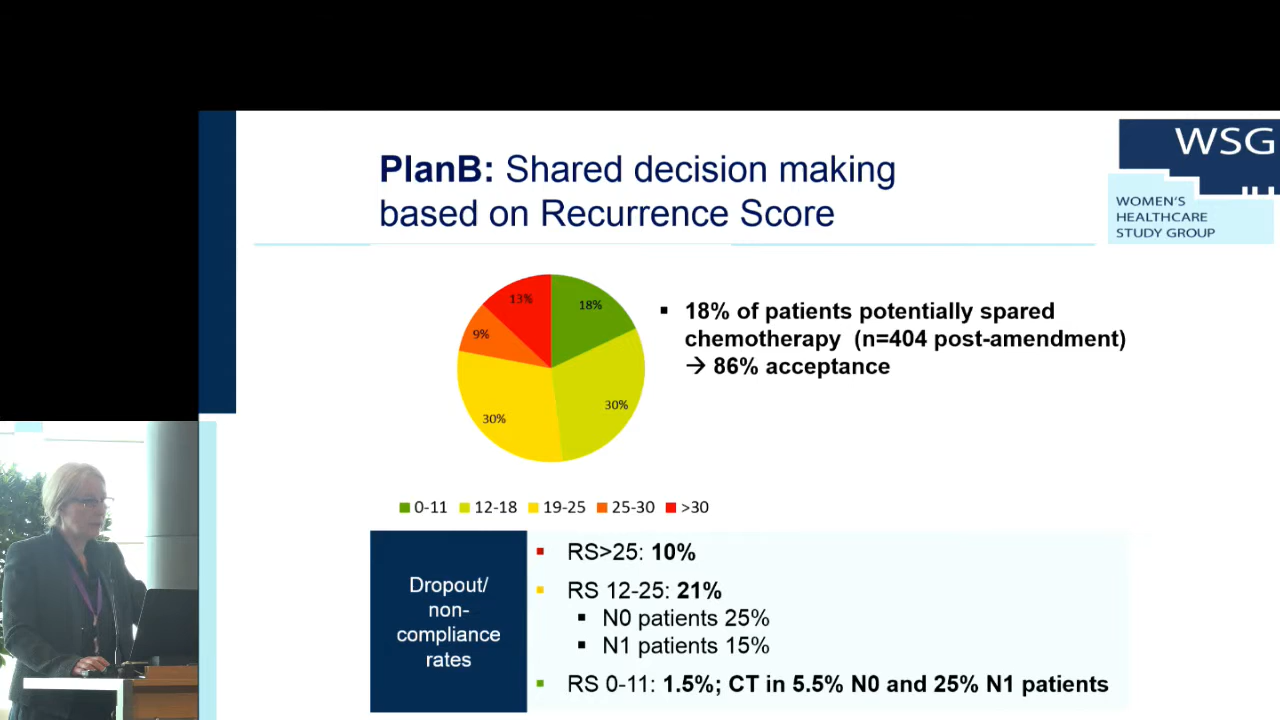 PlanB: Shared decision making
based on Recurrence Score
WSG
WOMEN'S
HEALTHCARE
STUDY GROUP
13%
18%
9%
30%
30%
▪ 18% of patients potentially spared
chemotherapy (n=404 post-amendment)
→ 86% acceptance
0-11 12-18 19-25 25-30 >30
Dropout/
non-
compliance
rates
▪ RS>25: 10%
▪ RS 12-25: 21%
▪ N0 patients 25%
▪ N1 patients 15%
▪ RS 0-11: 1.5%; CT in 5.5% N0 and 25% N1 patients